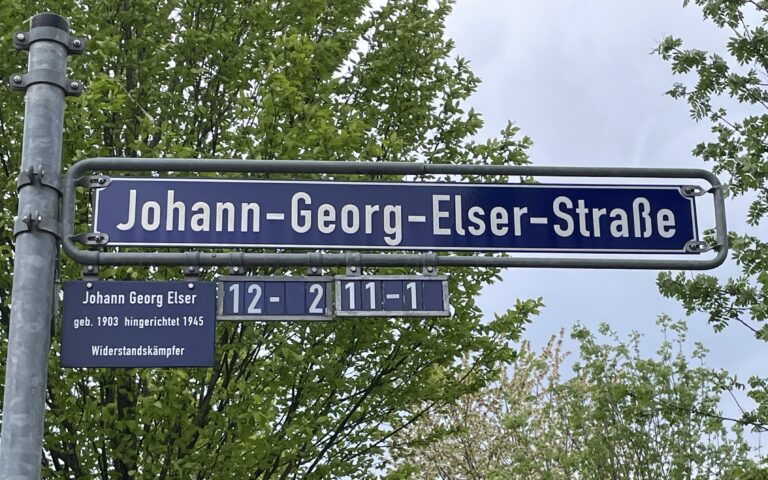 Johann-Georg-Elser-Straße
Johann Georg Elser
geb. 1903 hingerichtet 1945
Widerstandskämpfer
12- 2
11-1